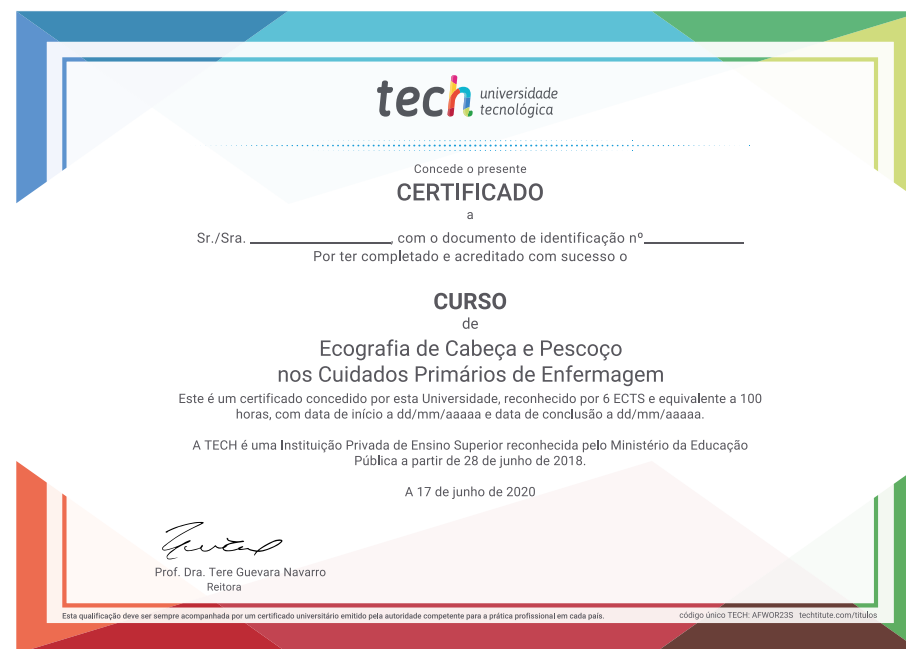 tech universidade
tecnológica
Concede o presente
CERTIFICADO
a
Sr./Sra. ________________, com o documento de identificação nº____________
Por ter completado e acreditado com sucesso o
CURSO
de
Ecografia de Cabeça e Pescoço
nos Cuidados Primários de Enfermagem
Este é um certificado concedido por esta Universidade, reconhecido por 6 ECTS e equivalente a 100
horas, com data de início a dd/mm/aaaaa e data de conclusão a dd/mm/aaaaa.
A TECH é uma Instituição Privada de Ensino Superior reconhecida pelo Ministério da Educação
Pública a partir de 28 de junho de 2018.
A 17 de junho de 2020
Prof. Dra. Tere Guevara Navarro
Reitora
Esta qualificação deve ser sempre acompanhada por um certificado universitário emitido pela autoridade competente para a prática profissional em cada país.
código único TECH: AFWOR23S techtitute.com/titulos